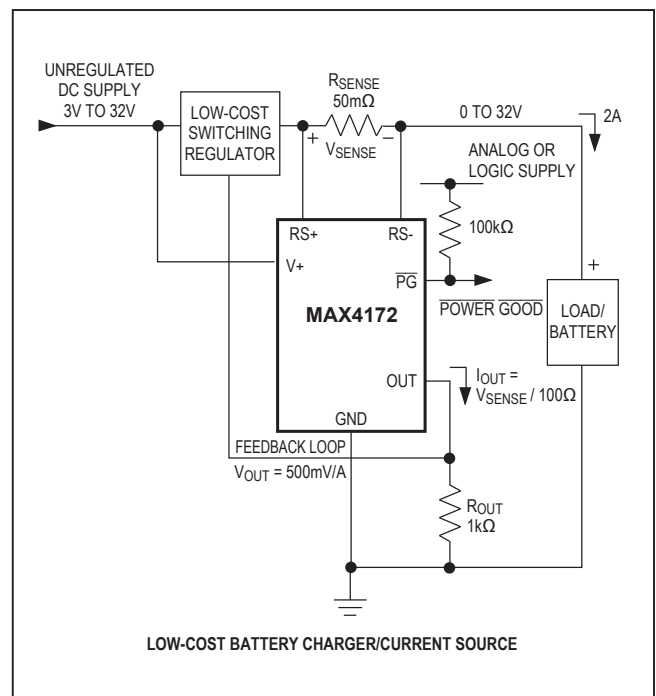 UNREGULATED
DC SUPPLY
3V TO 32V
LOW-COST
SWITCHING
REGULATOR
RSENSE
50mΩ
+
VSENSE
−
0 TO 32V
2A
ANALOG OR
LOGIC SUPPLY
100kΩ
RS+
RS-
V+
PG
POWER GOOD
MAX4172
+
LOAD/
BATTERY
OUT
IOUT =
VSENSE / 100Ω
GND
FEEDBACK LOOP
VOUT = 500mV/A
ROUT
1kΩ
LOW-COST BATTERY CHARGER/CURRENT SOURCE